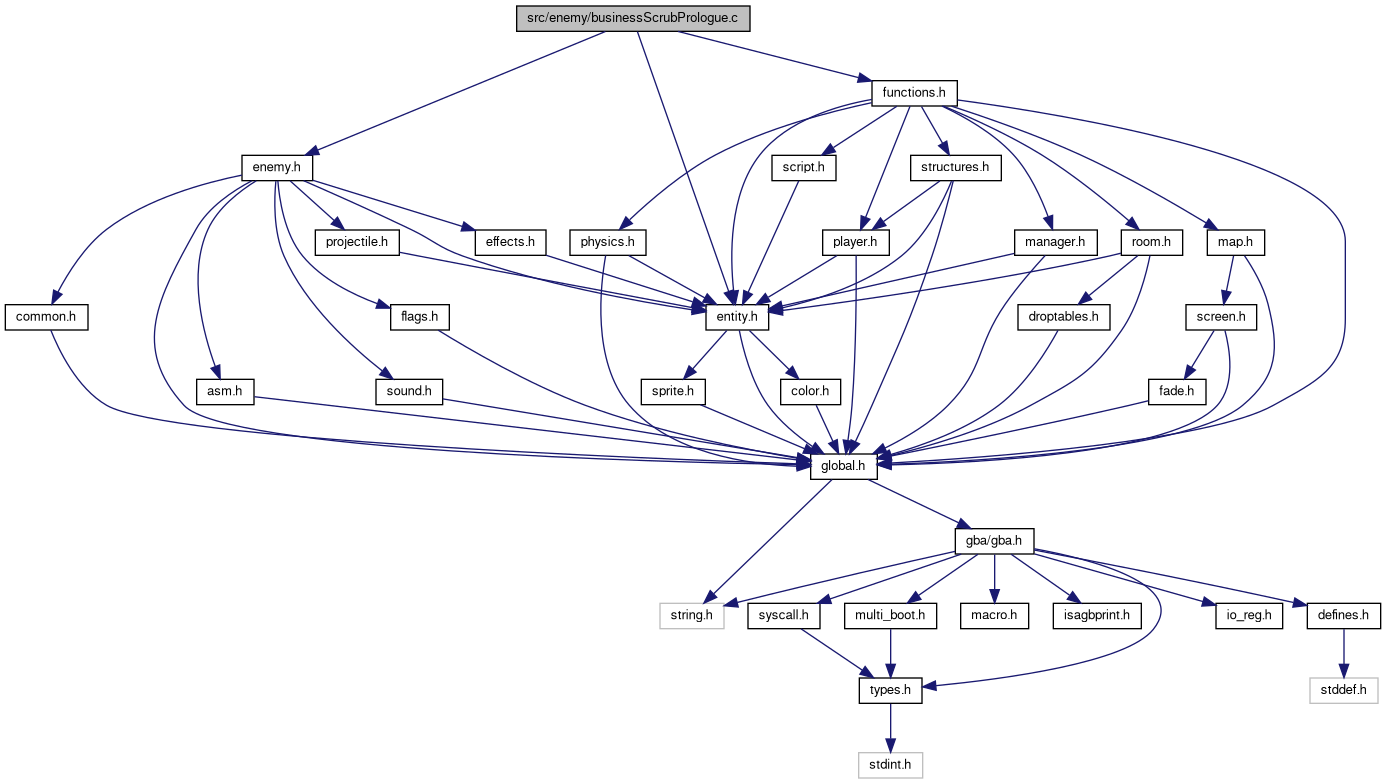 src/enemy/businessScrubPrologue.c
functions.h
enemy.h
script.h
structures.h
projectile.h
effects.h
physics.h
player.h
manager.h
room.h
map.h
common.h
flags.h
entity.h
droptables.h
screen.h
asm.h
sound.h
sprite.h
color.h
fade.h
global.h
gba/gba.h
string.h
syscall.h
multi_boot.h
macro.h
isagbprint.h
io_reg.h
defines.h
types.h
stddef.h
stdint.h